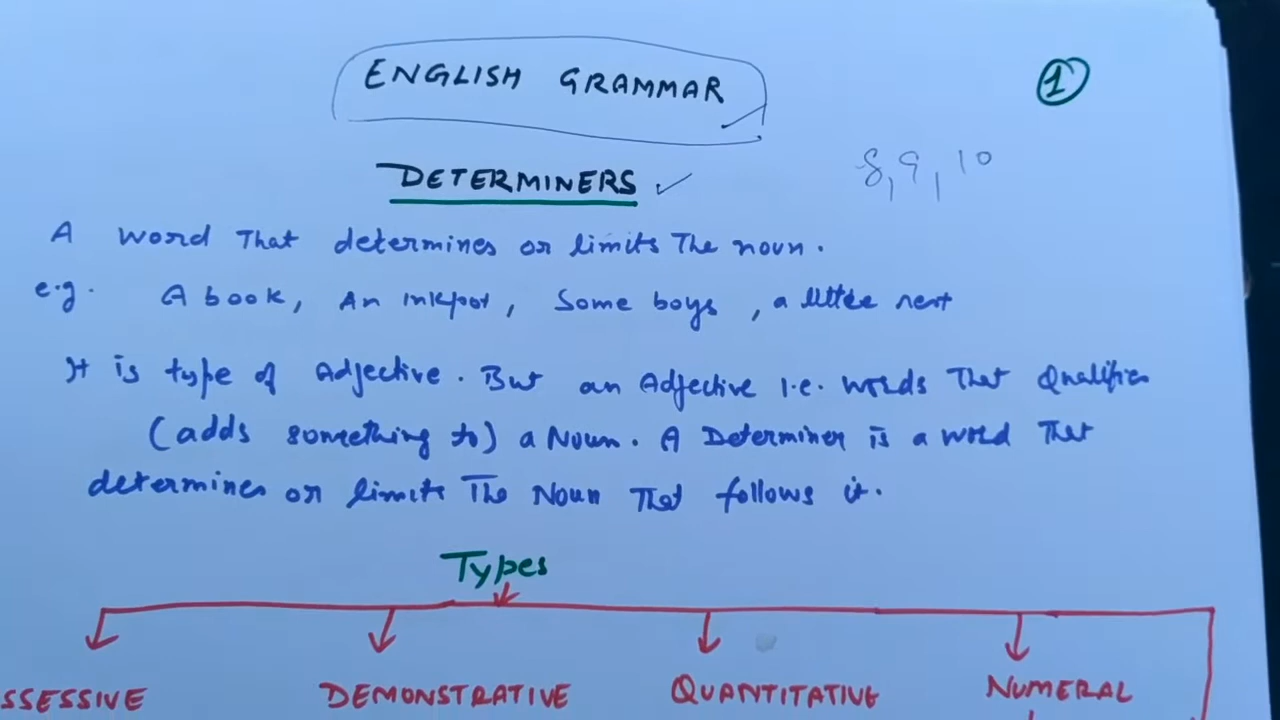 ENGLISH GRAMMAR
1
DETERMINERS
8, 9, 10
A word That determines or limits The noun.
e.g. A book, An Inkpot, Some boys, a little rest
It is type of Adjective. But an Adjective i.e. words That Qualifies
(adds something to) a Noun. A Determiner is a word That
determines or limits The Noun That follows it.
Types
SSESSIVE DEMONSTRATIVE QUANTITATIVE NUMERAL